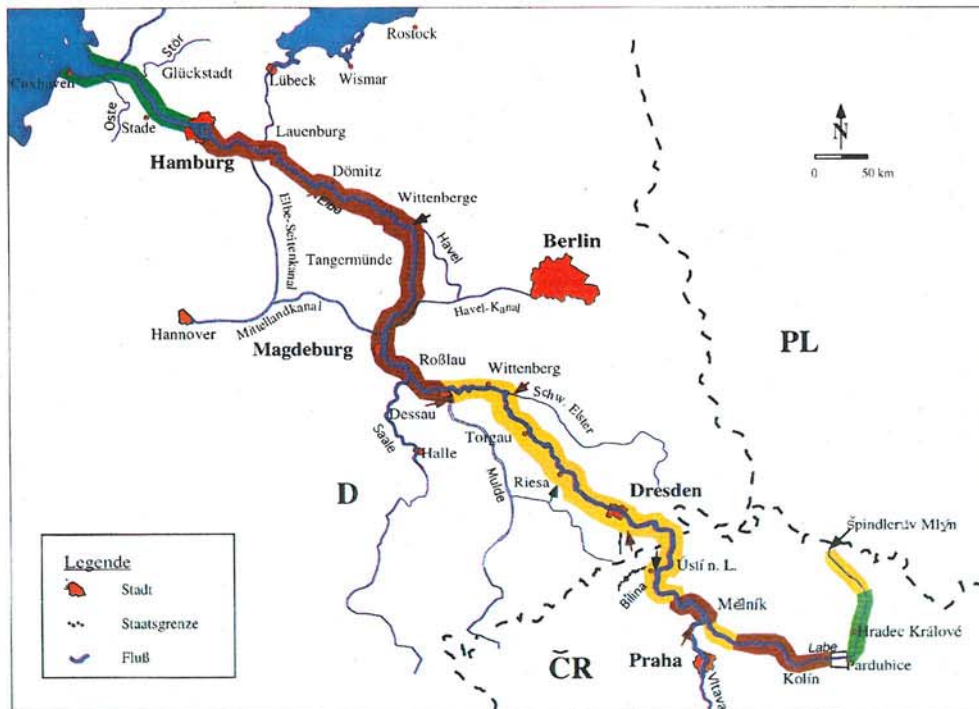 Rostock
Stör
Glückstadt
Cuxhaven
Lübeck
Wismar
Oste
Stade
Lauenburg
N
Hamburg
Dömitz
0 50 km
Elbe
Wittenberge
Elbe-Seitenkanal
Havel
Berlin
Tangermünde
Havel-Kanal
Mittellandkanal
Hannover
Magdeburg
PL
Roßlau
Wittenberg
Schw. Elster
Dessau
Torgau
Saale
Halle
Mulde
Riesa
D
Dresden
Špindlerův Mlýn
Legende
Stadt
Staatsgrenze
Fluß
Ústí n. L.
Bílina
Mělník
Hradec Králové
Praha
Labe
Pardubice
ČR
Kolín
Vltava